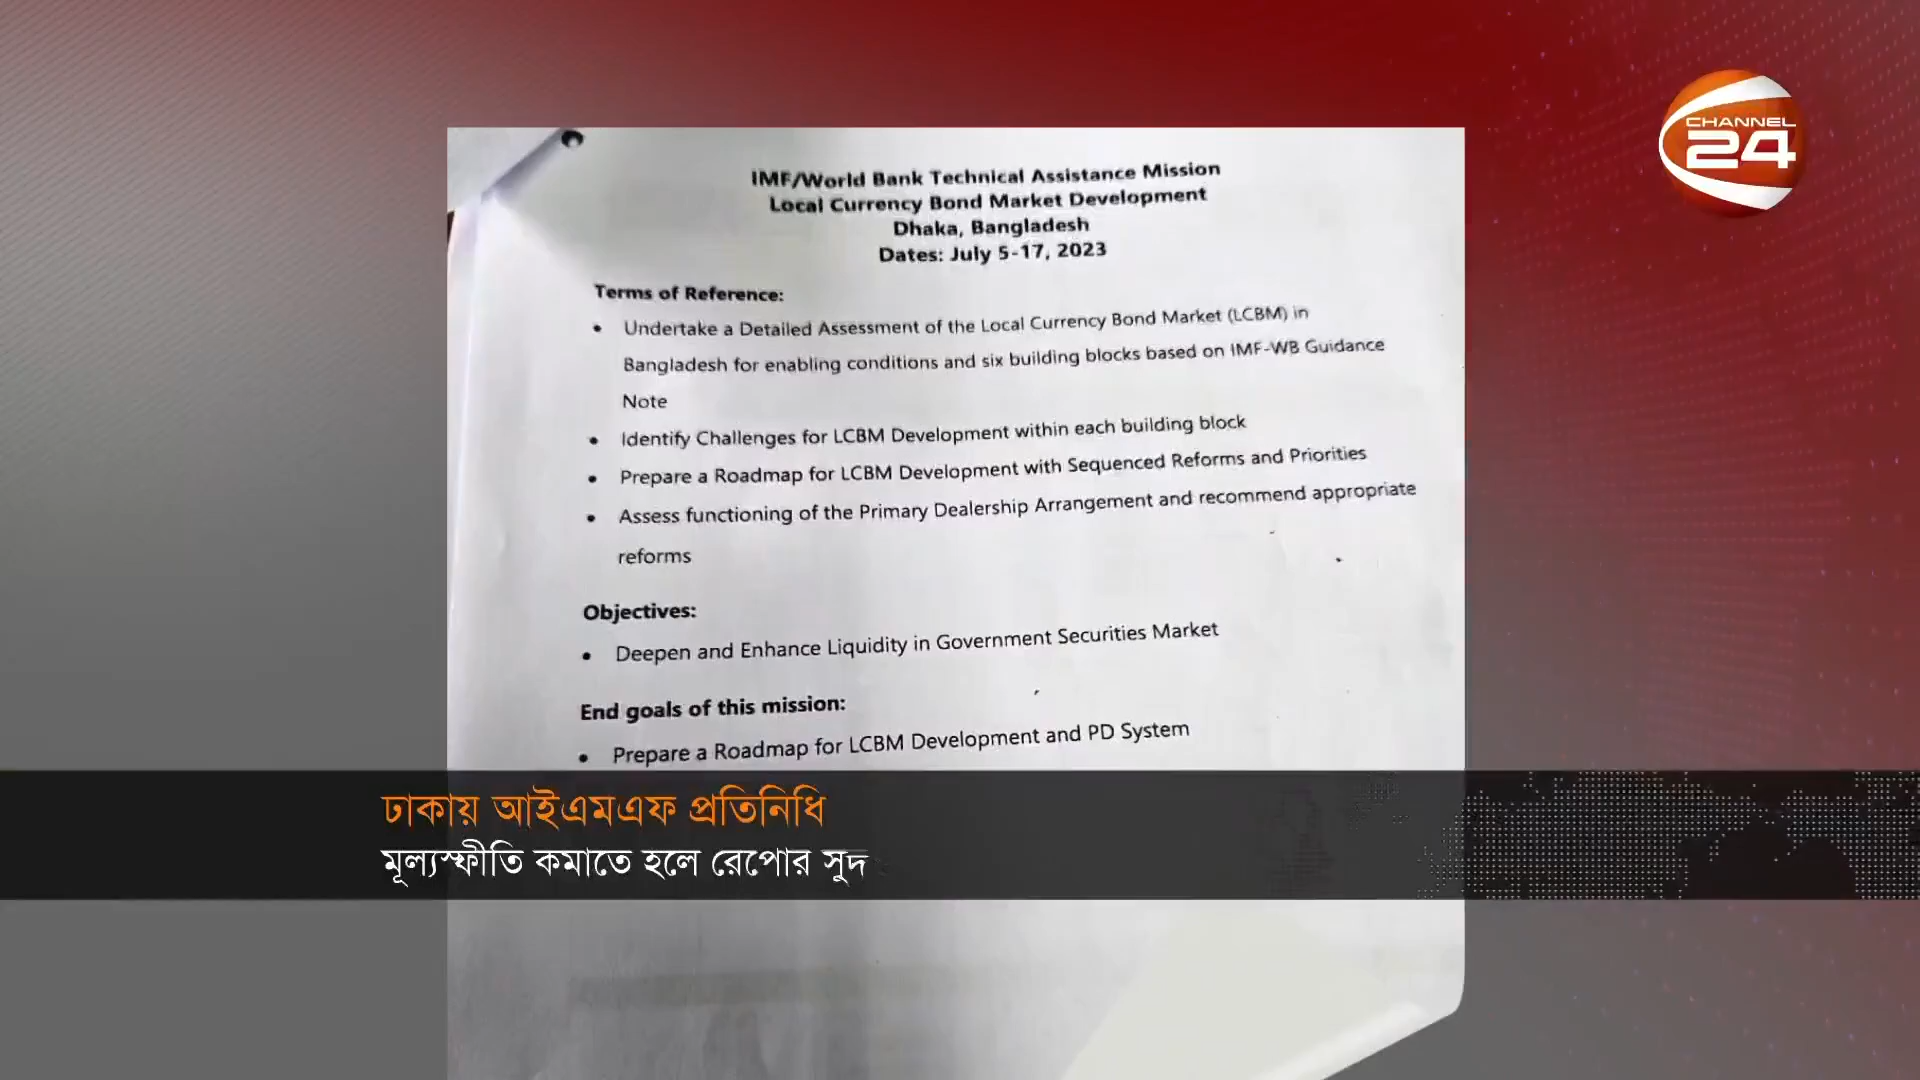 CHANNEL
24
IMF/World Bank Technical Assistance Mission
Local Currency Bond Market Development
Dhaka, Bangladesh
Dates: July 5-17, 2023
Terms of Reference:
• Undertake a Detailed Assessment of the Local Currency Bond Market (LCBM) in
Bangladesh for enabling conditions and six building blocks based on IMF-WB Guidance
Note
• Identify Challenges for LCBM Development within each building block
• Prepare a Roadmap for LCBM Development with Sequenced Reforms and Priorities
• Assess functioning of the Primary Dealership Arrangement and recommend appropriate
reforms
Objectives:
• Deepen and Enhance Liquidity in Government Securities Market
End goals of this mission:
• Prepare a Roadmap for LCBM Development and PD System
ঢাকায় আইএমএফ প্রতিনিধি
মূল্যস্ফীতি কমাতে হলে রেপোর সুদ